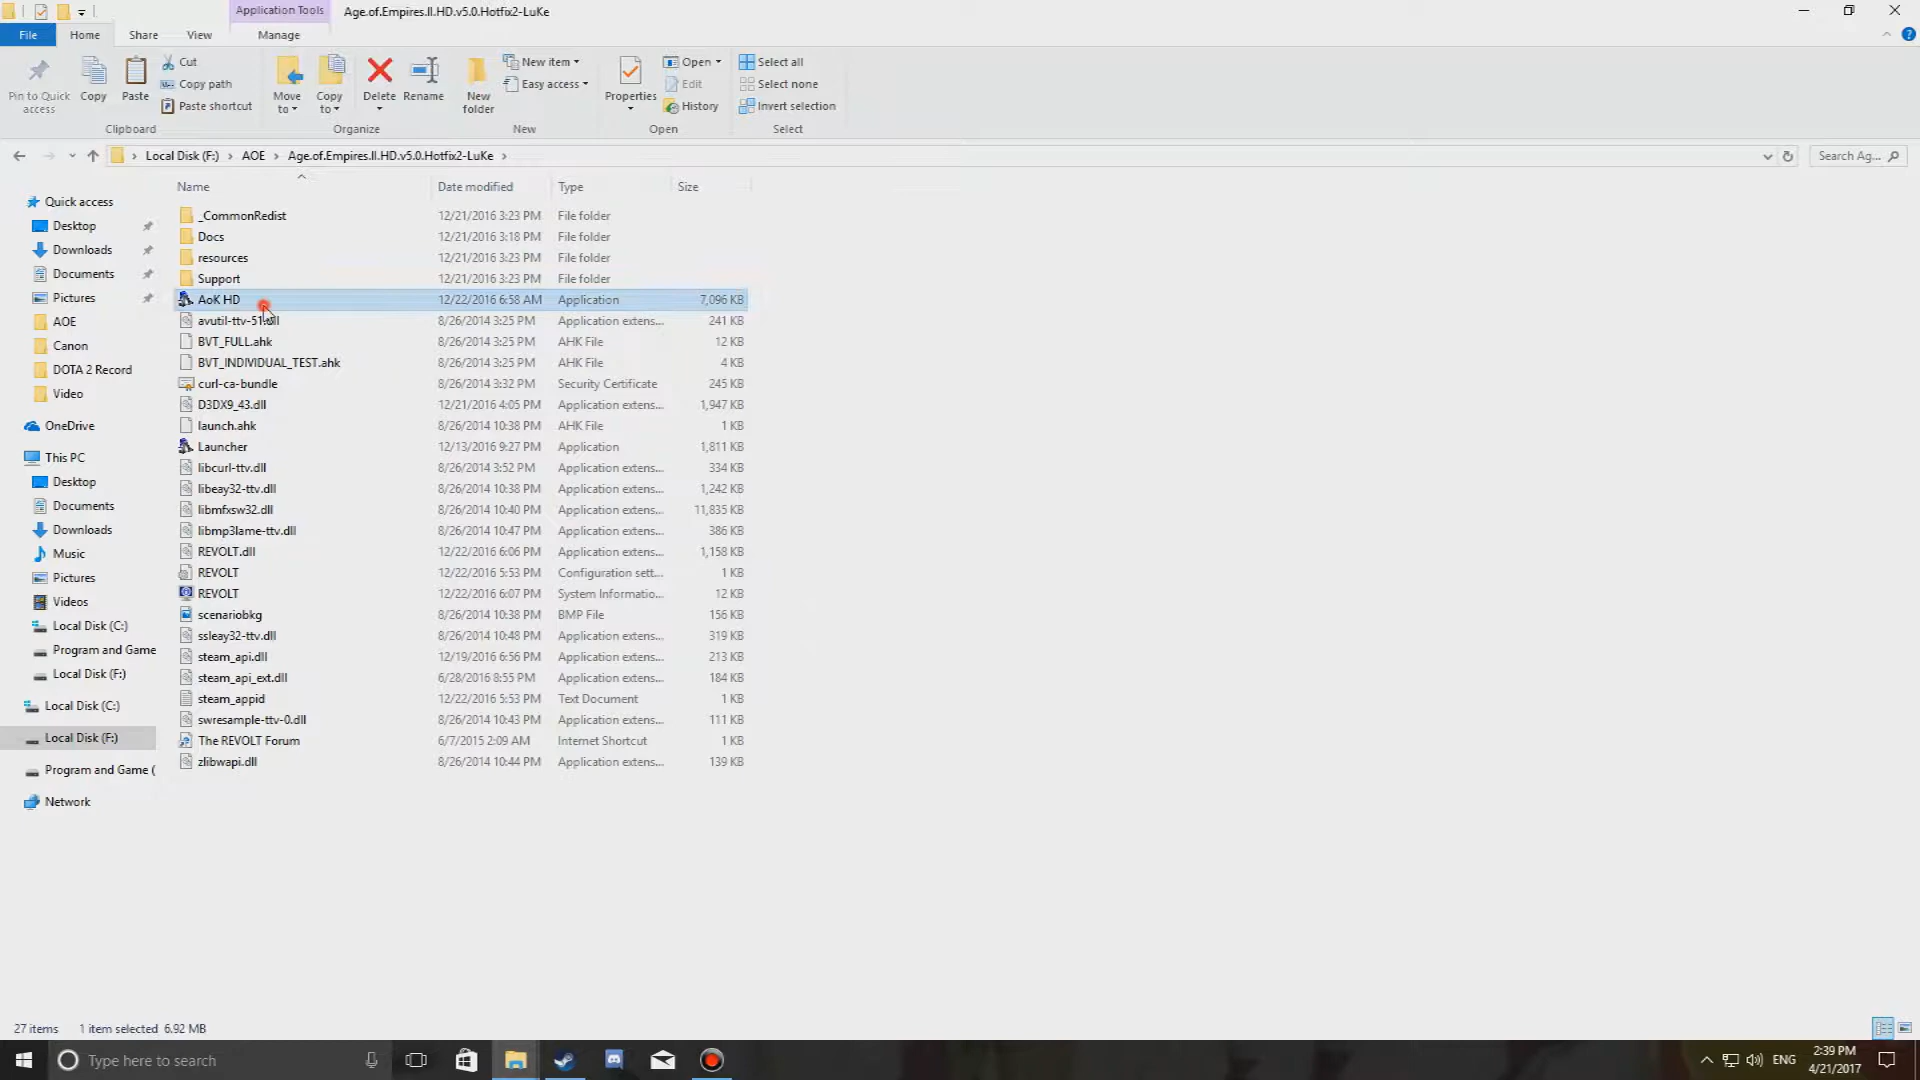 Application Tools
Age.of.Empires.II.HD.v5.0.Hotfix2-LuKe
File Home Share View Manage
Pin to Quick access
Copy
Paste
Cut
Copy path
Paste shortcut
Clipboard
Move to
Copy to
Delete
Rename
Organize
New folder
New item
Easy access
New
Properties
Open
Edit
History
Open
Select all
Select none
Invert selection
Select
Local Disk (F:) AOE Age.of.Empires.II.HD.v5.0.Hotfix2-LuKe
Search Ag...
Quick access
Desktop
Downloads
Documents
Pictures
AOE
Canon
DOTA 2 Record
Video
OneDrive
This PC
Desktop
Documents
Downloads
Music
Pictures
Videos
Local Disk (C:)
Program and Game
Local Disk (F:)
Local Disk (C:)
Local Disk (F:)
Program and Game (
Network
Name Date modified Type Size
_CommonRedist 12/21/2016 3:23 PM File folder
Docs 12/21/2016 3:18 PM File folder
resources 12/21/2016 3:23 PM File folder
Support 12/21/2016 3:23 PM File folder
AoK HD 12/22/2016 6:58 AM Application 7,096 KB
avutil-ttv-51.dll 8/26/2014 3:25 PM Application extens... 241 KB
BVT_FULL.ahk 8/26/2014 3:25 PM AHK File 12 KB
BVT_INDIVIDUAL_TEST.ahk 8/26/2014 3:25 PM AHK File 4 KB
curl-ca-bundle 8/26/2014 3:32 PM Security Certificate 245 KB
D3DX9_43.dll 12/21/2016 4:05 PM Application extens... 1,947 KB
launch.ahk 8/26/2014 10:38 PM AHK File 1 KB
Launcher 12/13/2016 9:27 PM Application 1,811 KB
libcurl-ttv.dll 8/26/2014 3:52 PM Application extens... 334 KB
libeay32-ttv.dll 8/26/2014 10:38 PM Application extens... 1,242 KB
libmfxsw32.dll 8/26/2014 10:40 PM Application extens... 11,835 KB
libmp3lame-ttv.dll 8/26/2014 10:47 PM Application extens... 386 KB
REVOLT.dll 12/22/2016 6:06 PM Application extens... 1,158 KB
REVOLT 12/22/2016 5:53 PM Configuration sett... 1 KB
REVOLT 12/22/2016 6:07 PM System Informatio... 12 KB
scenariobkg 8/26/2014 10:38 PM BMP File 156 KB
ssleay32-ttv.dll 8/26/2014 10:48 PM Application extens... 319 KB
steam_api.dll 12/19/2016 6:56 PM Application extens... 213 KB
steam_api_ext.dll 6/28/2016 8:55 PM Application extens... 184 KB
steam_appid 12/22/2016 5:53 PM Text Document 1 KB
swresample-ttv-0.dll 8/26/2014 10:43 PM Application extens... 111 KB
The REVOLT Forum 6/7/2015 2:09 AM Internet Shortcut 1 KB
zlibwapi.dll 8/26/2014 10:44 PM Application extens... 139 KB
27 items 1 item selected 6.92 MB
Type here to search
ENG
2:39 PM
4/21/2017